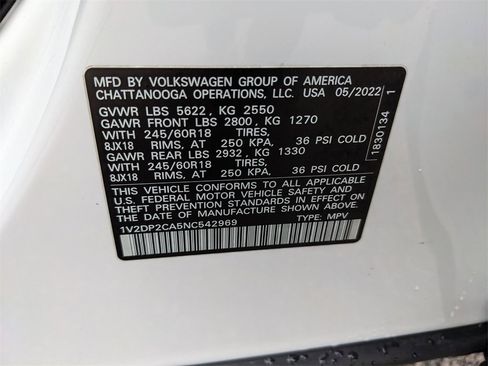 MFD BY VOLKSWAGEN GROUP OF AMERICA
CHATTANOOGA OPERATIONS, LLC. USA 05/2022
GVWR LBS 5622, KG 2550
GAWR FRONT LBS 2800, KG 1270
WITH 245/60R18 TIRES,
8JX18 RIMS, AT 250 KPA, 36 PSI COLD
GAWR REAR LBS 2932, KG 1330
WITH 245/60R18 TIRES,
8JX18 RIMS, AT 250 KPA, 36 PSI COLD
THIS VEHICLE CONFORMS TO ALL APPLICABLE
U.S. FEDERAL MOTOR VEHICLE SAFETY AND
THEFT PREVENTION STANDARDS IN EFFECT ON THE
DATE OF MANUFACTURE SHOWN ABOVE
1V2DP2CA5NC542969 TYPE: MPV
1830134 1